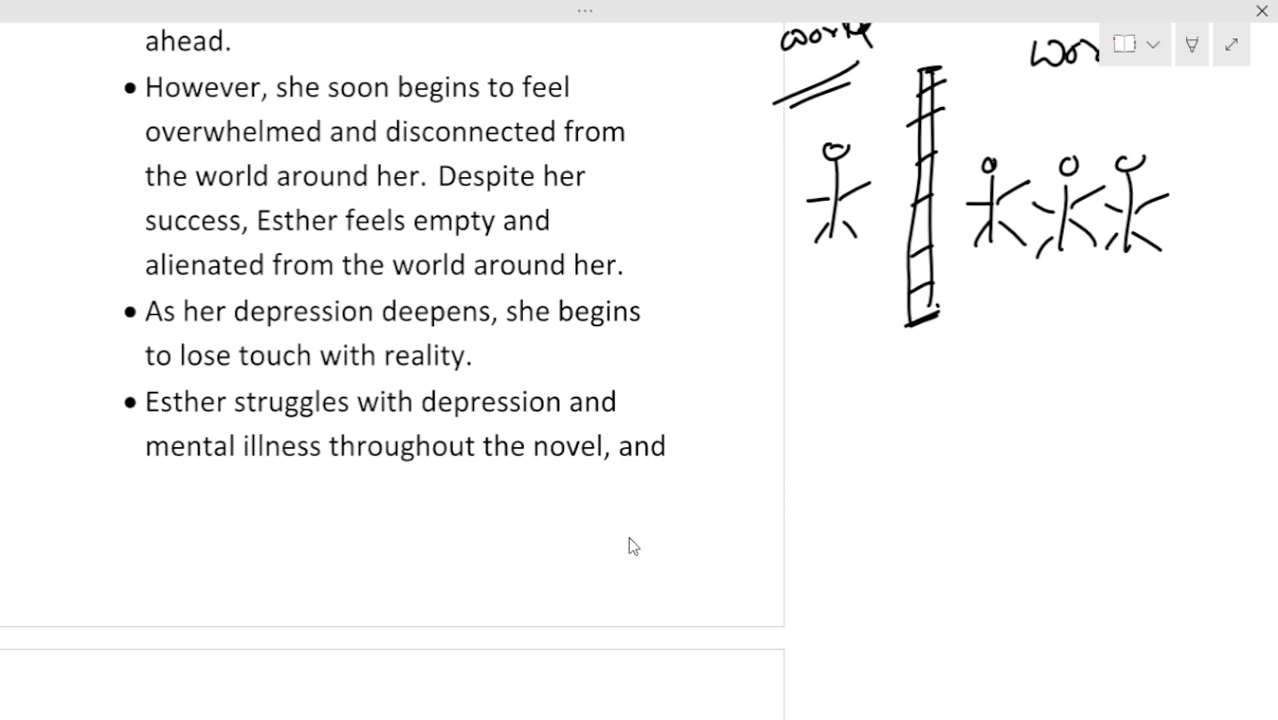 ahead.
• However, she soon begins to feel
overwhelmed and disconnected from
the world around her. Despite her
success, Esther feels empty and
alienated from the world around her.
• As her depression deepens, she begins
to lose touch with reality.
• Esther struggles with depression and
mental illness throughout the novel, and